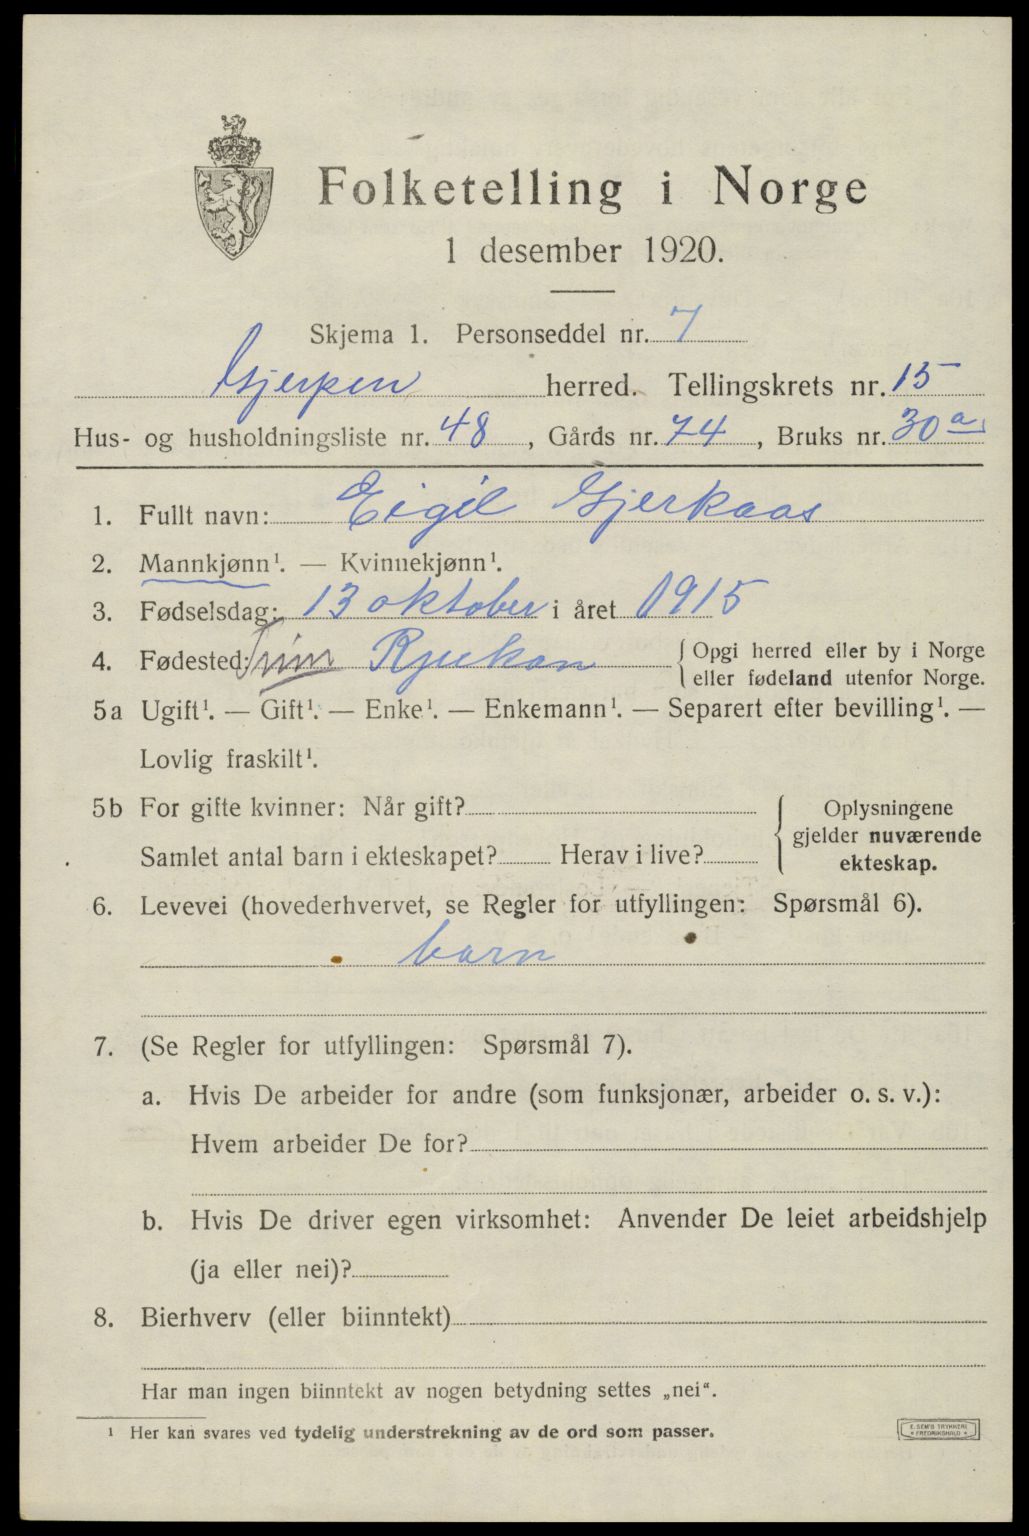 Folketelling i Norge
1 desember 1920.
Skjema 1. Personseddel nr. 7
Gjerpen herred. Tellingskrets nr. 15
Hus- og husholdningsliste nr. 48, Gårds nr. 74, Bruks nr. 30 a
1. Fullt navn: Eigil Gjerkaas
2. Mannkjønn¹. — Kvinnekjønn¹.
3. Fødselsdag: 13 oktober i året 1915
4. Fødested: Tinn Rjukan
Opgi herred eller by i Norge
eller fødeland utenfor Norge.
5a Ugift¹. — Gift¹. — Enke¹. — Enkemann¹. — Separert efter bevilling¹. —
Lovlig fraskilt¹.
5b For gifte kvinner: Når gift?
Samlet antal barn i ekteskapet? Herav i live?
Oplysningene
gjelder nuværende
ekteskap.
6. Levevei (hovederhvervet, se Regler for utfyllingen: Spørsmål 6).
barn
7. (Se Regler for utfyllingen: Spørsmål 7).
a. Hvis De arbeider for andre (som funksjonær, arbeider o. s. v.):
Hvem arbeider De for?
b. Hvis De driver egen virksomhet: Anvender De leiet arbeidshjelp
(ja eller nei)?
8. Bierhverv (eller biinntekt)
Har man ingen biinntekt av nogen betydning settes „nei“.
¹ Her kan svares ved tydelig understrekning av de ord som passer.
E. SEM'S TRYKKERI
• FREDRIKSHALD •